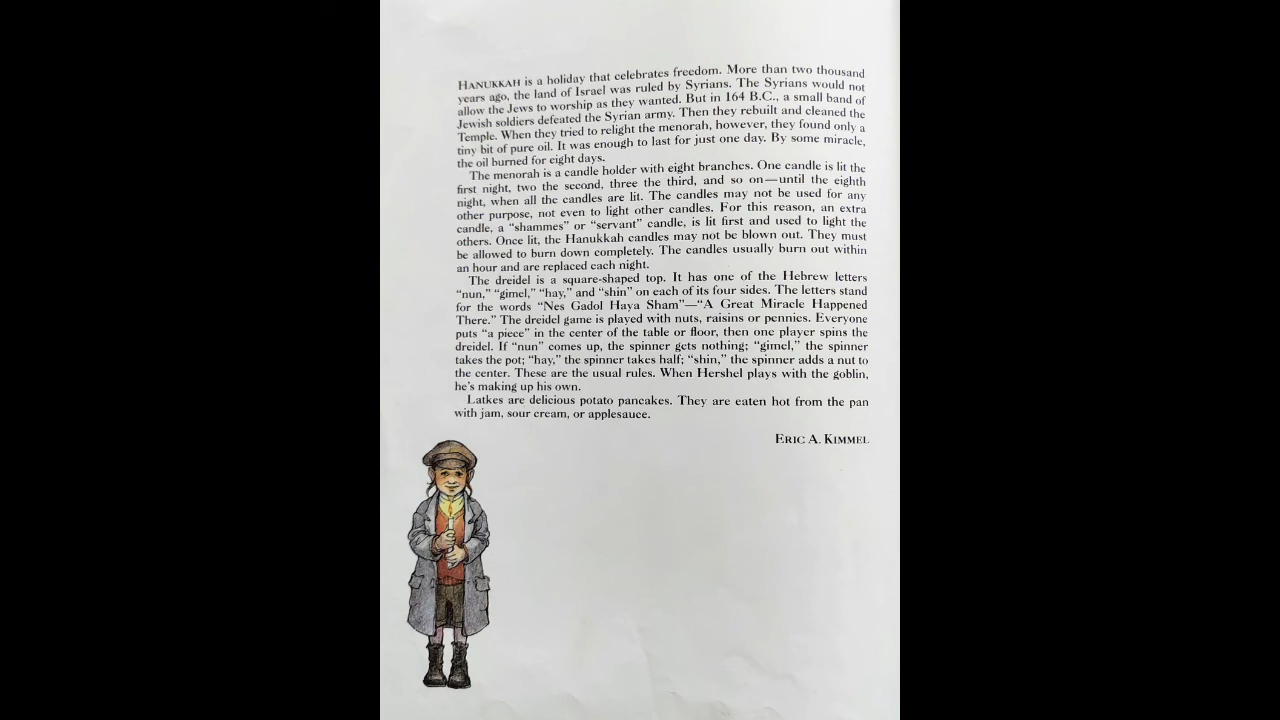 HANUKKAH is a holiday that celebrates freedom. More than two thousand
years ago, the land of Israel was ruled by Syrians. The Syrians would not
allow the Jews to worship as they wanted. But in 164 B.C., a small band of
Jewish soldiers defeated the Syrian army. Then they rebuilt and cleaned the
Temple. When they tried to relight the menorah, however, they found only a
tiny bit of pure oil. It was enough to last for just one day. By some miracle,
the oil burned for eight days.
The menorah is a candle holder with eight branches. One candle is lit the
first night, two the second, three the third, and so on—until the eighth
night, when all the candles are lit. The candles may not be used for any
other purpose, not even to light other candles. For this reason, an extra
candle, a “shammes” or “servant” candle, is lit first and used to light the
others. Once lit, the Hanukkah candles may not be blown out. They must
be allowed to burn down completely. The candles usually burn out within
an hour and are replaced each night.
The dreidel is a square-shaped top. It has one of the Hebrew letters
“nun,” “gimel,” “hay,” and “shin” on each of its four sides. The letters stand
for the words “Nes Gadol Haya Sham”—“A Great Miracle Happened
There.” The dreidel game is played with nuts, raisins or pennies. Everyone
puts “a piece” in the center of the table or floor, then one player spins the
dreidel. If “nun” comes up, the spinner gets nothing; “gimel,” the spinner
takes the pot; “hay,” the spinner takes half; “shin,” the spinner adds a nut to
the center. These are the usual rules. When Hershel plays with the goblin,
he’s making up his own.
Latkes are delicious potato pancakes. They are eaten hot from the pan
with jam, sour cream, or applesauce.
ERIC A. KIMMEL